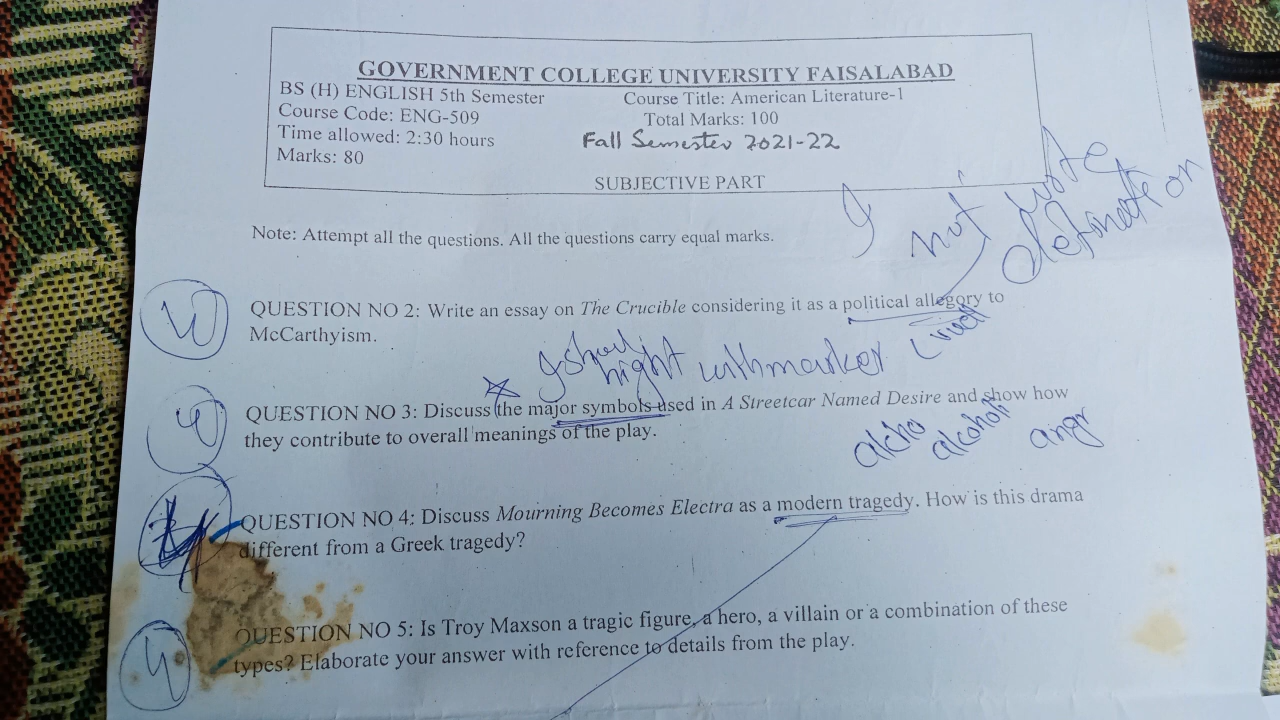 GOVERNMENT COLLEGE UNIVERSITY FAISALABAD
BS (H) ENGLISH 5th Semester
Course Title: American Literature-1
Course Code: ENG-509
Total Marks: 100
Time allowed: 2:30 hours
Fall Semester 2021-22
Marks: 80
SUBJECTIVE PART
I not write
Note: Attempt all the questions. All the questions carry equal marks.
QUESTION NO 2: Write an essay on The Crucible considering it as a political allegory to
McCarthyism.
with marker
QUESTION NO 3: Discuss the major symbols used in A Streetcar Named Desire and show how
they contribute to overall meanings of the play.
alcho
angr
QUESTION NO 4: Discuss Mourning Becomes Electra as a modern tragedy. How is this drama
different from a Greek tragedy?
QUESTION NO 5: Is Troy Maxson a tragic figure, a hero, a villain or a combination of these
types? Elaborate your answer with reference to details from the play.